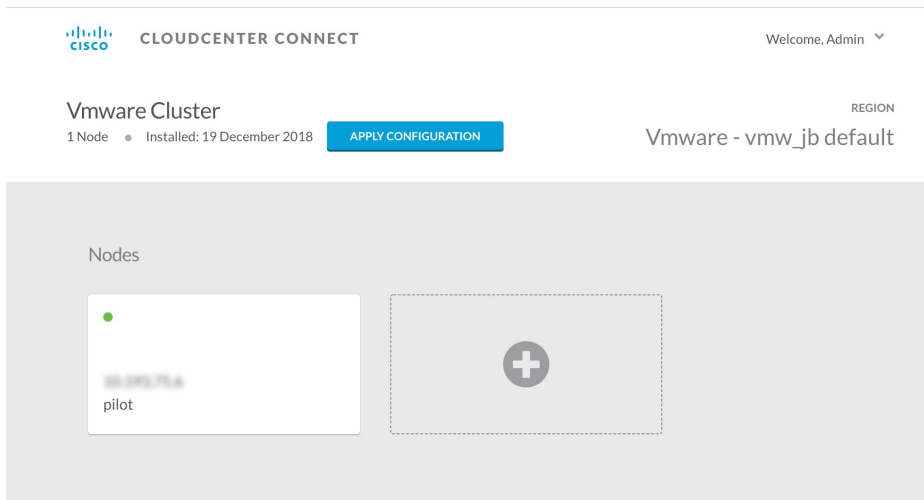 CISCO
CLOUDCENTER CONNECT
Welcome, Admin
Vmware Cluster
1 Node
Installed: 19 December 2018
APPLY CONFIGURATION
REGION
Vmware - vmw_jb default
Nodes
pilot